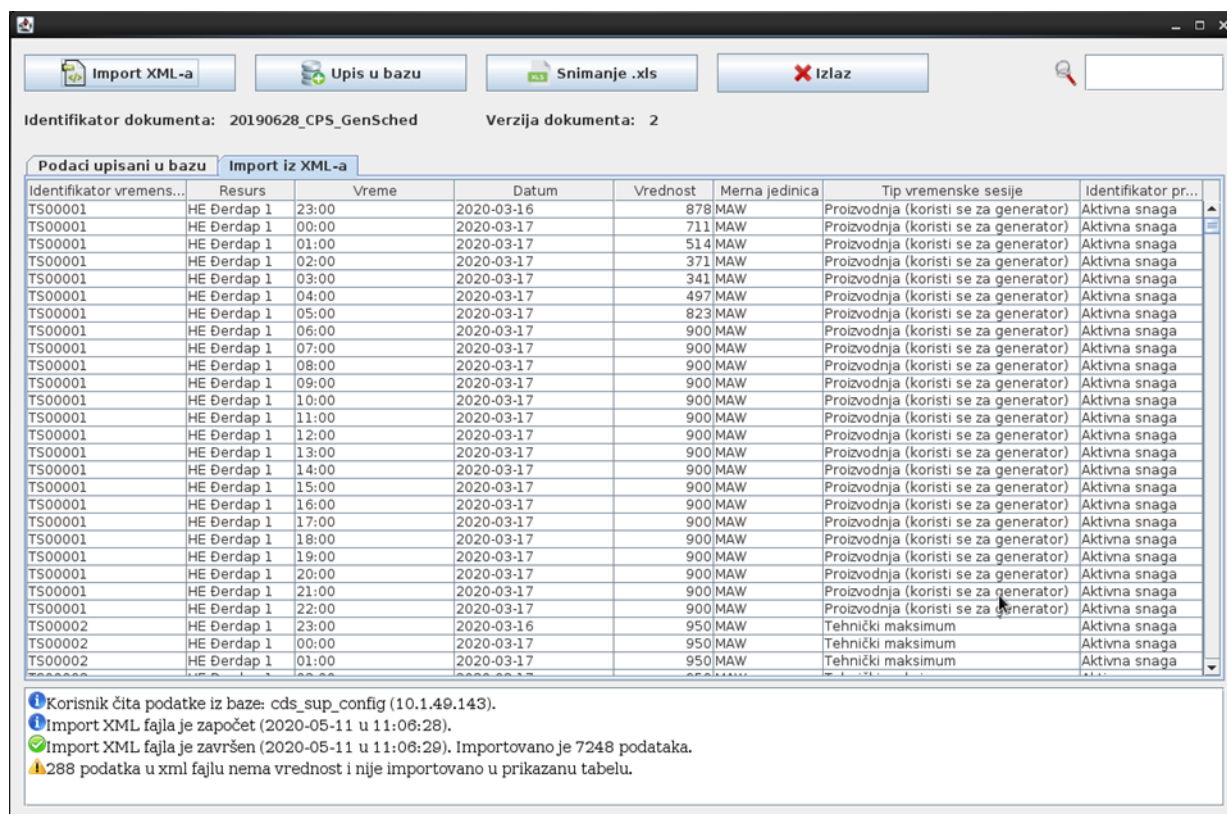 Import XML-a Upis u bazu Snimanje .xls Izlaz
Identifikator dokumenta: 20190628_CPS_GenSched Verzija dokumenta: 2
Podaci upisani u bazu Import iz XML-a
Identifikator vremens... Resurs Vreme Datum Vrednost Merna jedinica Tip vremenske sesije Identifikator pr...
TS00001 HE Đerdap 1 23:00 2020-03-16 878 MAW Proizvodnja (koristi se za generator) Aktivna snaga
TS00001 HE Đerdap 1 00:00 2020-03-17 711 MAW Proizvodnja (koristi se za generator) Aktivna snaga
TS00001 HE Đerdap 1 01:00 2020-03-17 514 MAW Proizvodnja (koristi se za generator) Aktivna snaga
TS00001 HE Đerdap 1 02:00 2020-03-17 371 MAW Proizvodnja (koristi se za generator) Aktivna snaga
TS00001 HE Đerdap 1 03:00 2020-03-17 341 MAW Proizvodnja (koristi se za generator) Aktivna snaga
TS00001 HE Đerdap 1 04:00 2020-03-17 497 MAW Proizvodnja (koristi se za generator) Aktivna snaga
TS00001 HE Đerdap 1 05:00 2020-03-17 823 MAW Proizvodnja (koristi se za generator) Aktivna snaga
TS00001 HE Đerdap 1 06:00 2020-03-17 900 MAW Proizvodnja (koristi se za generator) Aktivna snaga
TS00001 HE Đerdap 1 07:00 2020-03-17 900 MAW Proizvodnja (koristi se za generator) Aktivna snaga
TS00001 HE Đerdap 1 08:00 2020-03-17 900 MAW Proizvodnja (koristi se za generator) Aktivna snaga
TS00001 HE Đerdap 1 09:00 2020-03-17 900 MAW Proizvodnja (koristi se za generator) Aktivna snaga
TS00001 HE Đerdap 1 10:00 2020-03-17 900 MAW Proizvodnja (koristi se za generator) Aktivna snaga
TS00001 HE Đerdap 1 11:00 2020-03-17 900 MAW Proizvodnja (koristi se za generator) Aktivna snaga
TS00001 HE Đerdap 1 12:00 2020-03-17 900 MAW Proizvodnja (koristi se za generator) Aktivna snaga
TS00001 HE Đerdap 1 13:00 2020-03-17 900 MAW Proizvodnja (koristi se za generator) Aktivna snaga
TS00001 HE Đerdap 1 14:00 2020-03-17 900 MAW Proizvodnja (koristi se za generator) Aktivna snaga
TS00001 HE Đerdap 1 15:00 2020-03-17 900 MAW Proizvodnja (koristi se za generator) Aktivna snaga
TS00001 HE Đerdap 1 16:00 2020-03-17 900 MAW Proizvodnja (koristi se za generator) Aktivna snaga
TS00001 HE Đerdap 1 17:00 2020-03-17 900 MAW Proizvodnja (koristi se za generator) Aktivna snaga
TS00001 HE Đerdap 1 18:00 2020-03-17 900 MAW Proizvodnja (koristi se za generator) Aktivna snaga
TS00001 HE Đerdap 1 19:00 2020-03-17 900 MAW Proizvodnja (koristi se za generator) Aktivna snaga
TS00001 HE Đerdap 1 20:00 2020-03-17 900 MAW Proizvodnja (koristi se za generator) Aktivna snaga
TS00001 HE Đerdap 1 21:00 2020-03-17 900 MAW Proizvodnja (koristi se za generator) Aktivna snaga
TS00001 HE Đerdap 1 22:00 2020-03-17 900 MAW Proizvodnja (koristi se za generator) Aktivna snaga
TS00002 HE Đerdap 1 23:00 2020-03-16 950 MAW Tehnički maksimum Aktivna snaga
TS00002 HE Đerdap 1 00:00 2020-03-17 950 MAW Tehnički maksimum Aktivna snaga
TS00002 HE Đerdap 1 01:00 2020-03-17 950 MAW Tehnički maksimum Aktivna snaga
Korisnik čita podatke iz baze: cds_sup_config (10.1.49.143).
Import XML fajla je započet (2020-05-11 u 11:06:28).
Import XML fajla je završen (2020-05-11 u 11:06:29). Importovano je 7248 podataka.
288 podatka u xml fajlu nema vrednost i nije importovano u prikazanu tabelu.